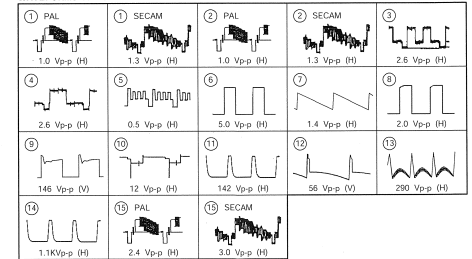 1 PAL
1.0 Vp-p (H)
1 SECAM
1.3 Vp-p (H)
2 PAL
1.0 Vp-p (H)
2 SECAM
1.3 Vp-p (H)
3
2.6 Vp-p (H)
4
2.6 Vp-p (H)
5
0.5 Vp-p (H)
6
5.0 Vp-p (H)
7
1.4 Vp-p (H)
8
2.0 Vp-p (H)
9
146 Vp-p (V)
10
12 Vp-p (H)
11
142 Vp-p (H)
12
56 Vp-p (V)
13
290 Vp-p (H)
14
1.1KVp-p (H)
15 PAL
2.4 Vp-p (H)
15 SECAM
3.0 Vp-p (H)